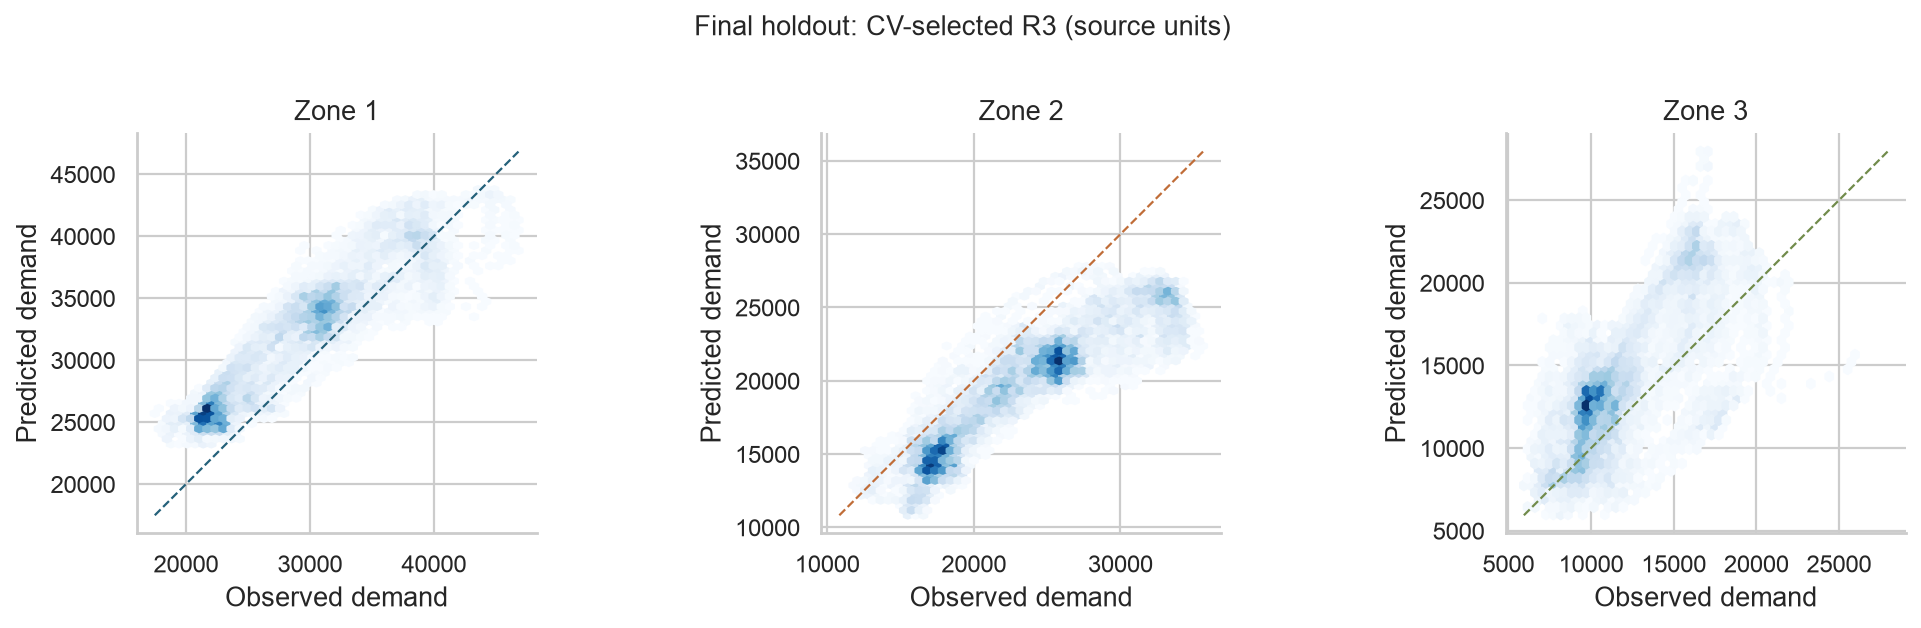 Final holdout: CV-selected R3 (source units)
Zone 1
45000
40000
35000
30000
25000
20000
20000 30000 40000
Predicted demand
Observed demand
Zone 2
35000
30000
25000
20000
15000
10000
10000 20000 30000
Predicted demand
Observed demand
Zone 3
25000
20000
15000
10000
5000
5000 10000 15000 20000 25000
Predicted demand
Observed demand